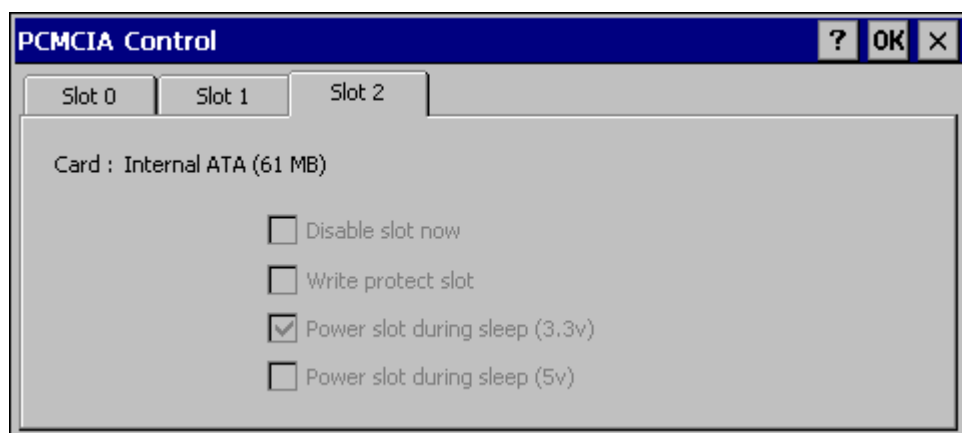 PCMCIA Control ? OK ×
Slot 0 Slot 1 Slot 2
Card : Internal ATA (61 MB)
Disable slot now
Write protect slot
Power slot during sleep (3.3v)
Power slot during sleep (5v)